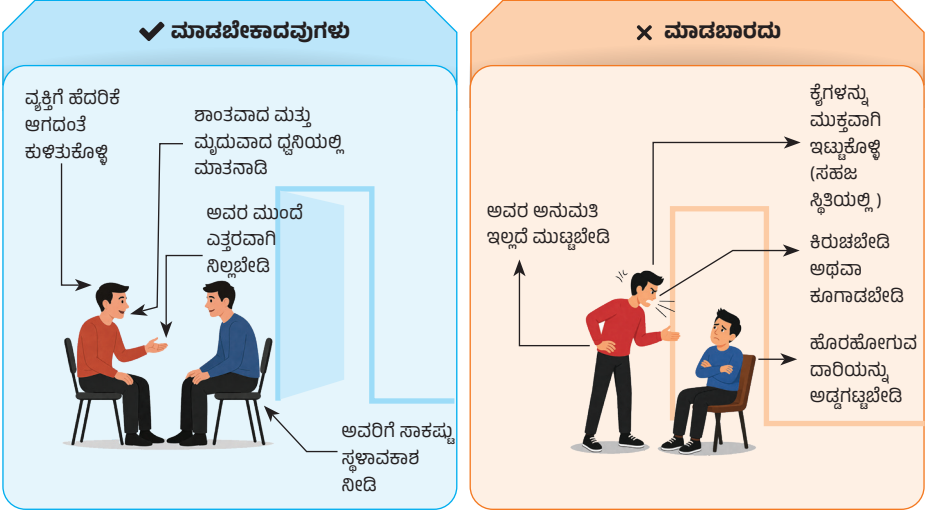 ಮಾಡಬೇಕಾದವುಗಳು
ವ್ಯಕ್ತಿಗೆ ಹೆದರಿಕೆ
ಆಗದಂತೆ
ಕುಳಿತುಕೊಳ್ಳಿ
ಶಾಂತವಾದ ಮತ್ತು
ಮೃದುವಾದ ಧ್ವನಿಯಲ್ಲಿ
ಮಾತನಾಡಿ
ಅವರ ಮುಂದೆ
ಎತ್ತರವಾಗಿ
ನಿಲ್ಲಬೇಡಿ
ಅವರಿಗೆ ಸಾಕಷ್ಟು
ಸ್ಥಳಾವಕಾಶ
ನೀಡಿ
ಮಾಡಬಾರದು
ಅವರ ಅನುಮತಿ
ಇಲ್ಲದೆ ಮುಟ್ಟಬೇಡಿ
ಕೈಗಳನ್ನು
ಮುಕ್ತವಾಗಿ
ಇಟ್ಟುಕೊಳ್ಳಿ
(ಸಹಜ
ಸ್ಥಿತಿಯಲ್ಲಿ )
ಕಿರುಚಬೇಡಿ
ಅಥವಾ
ಕೂಗಾಡಬೇಡಿ
ಹೊರಹೋಗುವ
ದಾರಿಯನ್ನು
ಅಡ್ಡಗಟ್ಟಬೇಡಿ